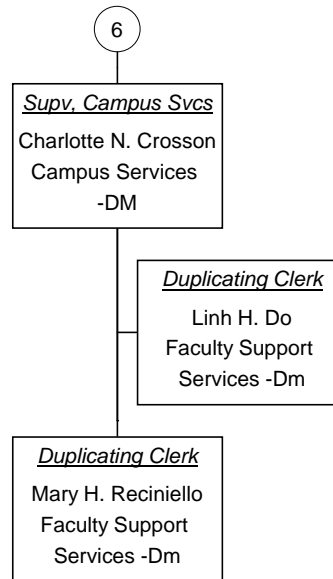 6
Supv, Campus Svcs
Charlotte N. Crosson
Campus Services
-DM
Duplicating Clerk
Linh H. Do
Faculty Support
Services -Dm
Duplicating Clerk
Mary H. Reciniello
Faculty Support
Services -Dm